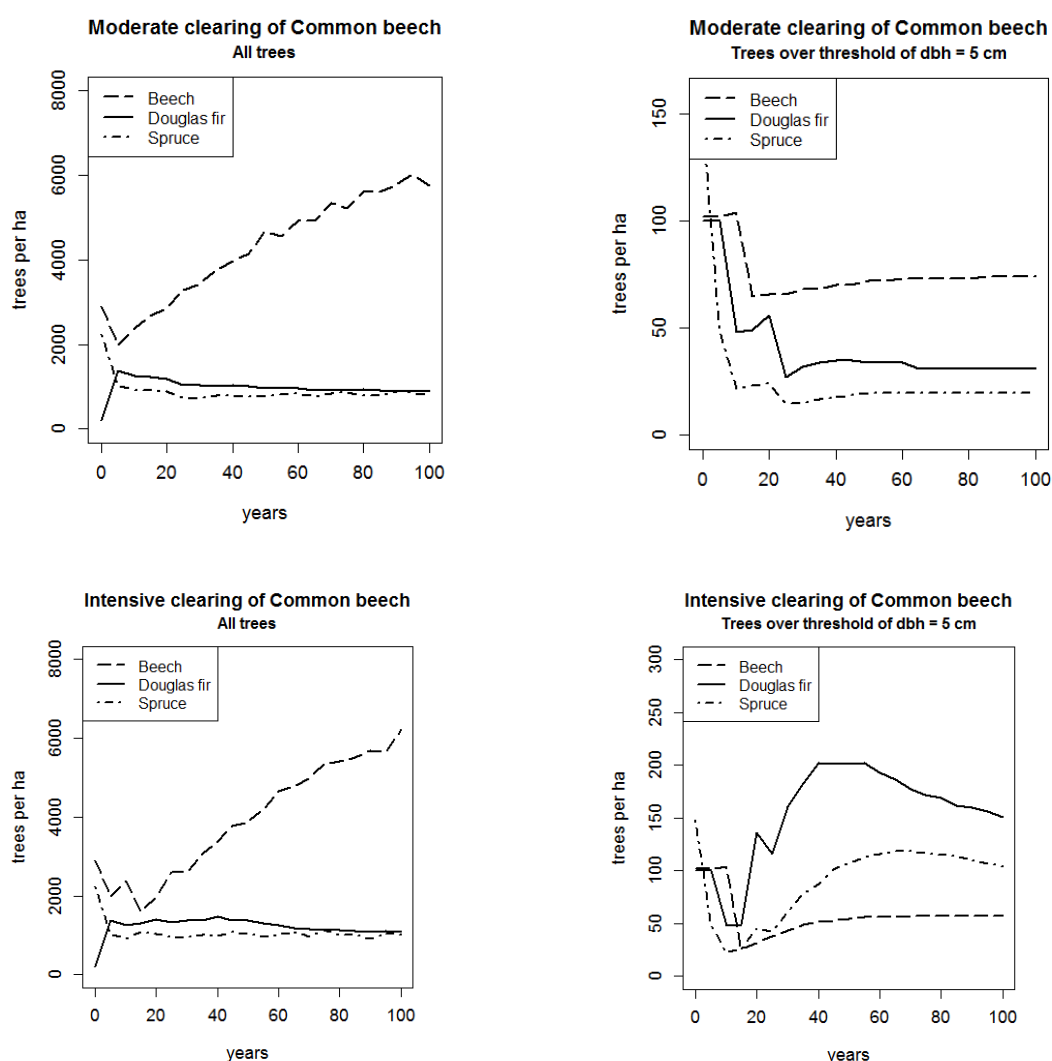 Moderate clearing of Common beech
All trees
trees per ha
8000
6000
4000
2000
0
Beech
Douglas fir
Spruce
0 20 40 60 80 100
years
Moderate clearing of Common beech
Trees over threshold of dbh = 5 cm
trees per ha
150
100
50
0
Beech
Douglas fir
Spruce
0 20 40 60 80 100
years
Intensive clearing of Common beech
All trees
trees per ha
8000
6000
4000
2000
0
Beech
Douglas fir
Spruce
0 20 40 60 80 100
years
Intensive clearing of Common beech
Trees over threshold of dbh = 5 cm
trees per ha
300
250
200
150
100
50
0
Beech
Douglas fir
Spruce
0 20 40 60 80 100
years